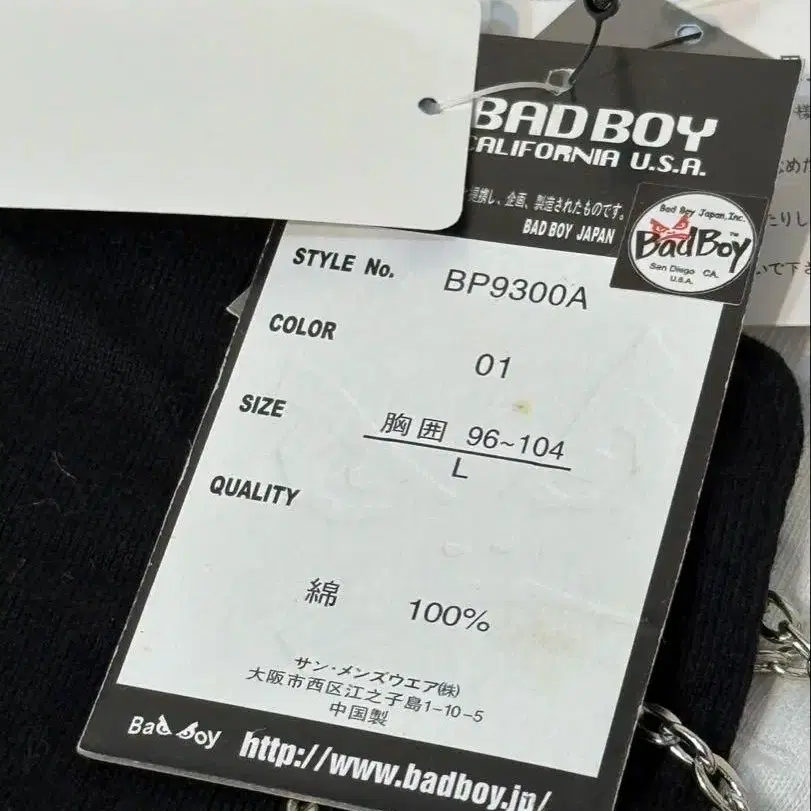 BAD BOY
CALIFORNIA U.S.A.
提携し、企画、製造されたものです。
BAD BOY JAPAN
Bad Boy Japan, Inc.
BadBoy™
San Diego CA.
U.S.A.
STYLE No. BP9300A
COLOR 01
SIZE 胸囲 96~104
L
QUALITY
綿 100%
サン・メンズウエア㈱
大阪市西区江之子島1-10-5
中国製
Bad Boy http://www.badboy.jp/